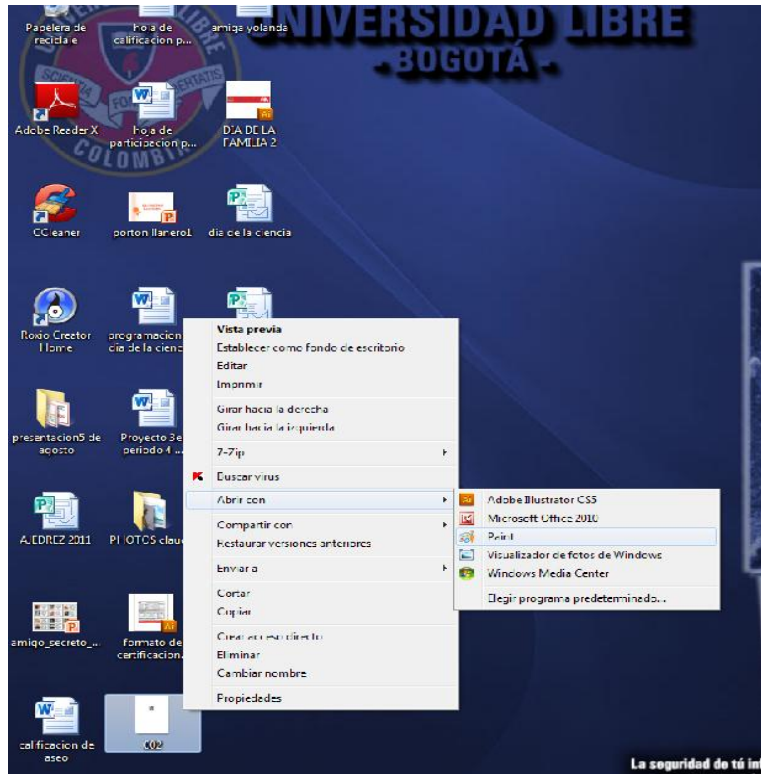 UNIVERSIDAD LIBRE
- BOGOTÁ -
Papelera de
reciclaje
hoja de
calificacion p...
amiga yolanda
SCIENTIA
COLOMBIA
Adobe Reader X
hoja de
participacion p...
DIA DE LA
FAMILIA 2
CCleaner
porton llanero1
dia de la ciencia
Roxio Creator
Home
programacion
dia de la cienc
presentacion5 de
agosto
Proyecto 3e
periodo 4 ...
AJEDREZ 2011
PHOTOS clau
amigo_secreto_...
formato de
certificacion.
calificacion de
aseo
C02
Vista previa
Establecer como fondo de escritorio
Editar
Imprimir
Girar hacia la derecha
Girar hacia la izquierda
7-Zip
Buscar virus
Abrir con
Compartir con
Restaurar versiones anteriores
Enviar a
Cortar
Copiar
Crear acceso directo
Eliminar
Cambiar nombre
Propiedades
Adobe Illustrator CS5
Microsoft Office 2010
Paint
Visualizador de fotos de Windows
Windows Media Center
Elegir programa predeterminado...
La seguridad de tú in